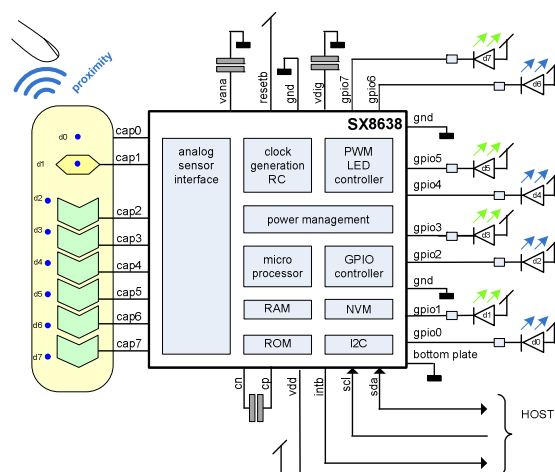 proximity
vana
resetb
gnd
vdig
gpio7
gpio6
d7
d6
SX8638
gnd
d0
cap0
d1
cap1
d2
cap2
d3
cap3
d4
cap4
d5
cap5
d6
cap6
d7
cap7
analog
sensor
interface
clock
generation
RC
PWM
LED
controller
power management
micro
processor
GPIO
controller
RAM
NVM
ROM
I2C
gpio5
d5
gpio4
d4
gpio3
d3
gpio2
d2
gnd
gpio1
d1
gpio0
d0
bottom plate
cn
cp
vdd
intb
scl
sda
HOST